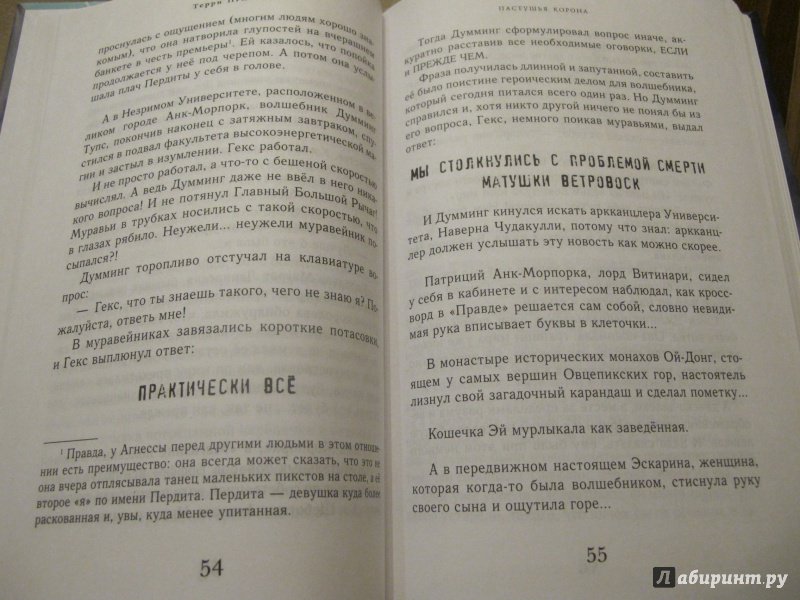 Терри
проснулась с ощущением (многим людям хорошо зна-
комым), что она натворила глупостей на вчерашнем
банкете в честь премьеры¹. Ей казалось, что попойка
продолжается у неё под черепом. А потом она услы-
шала плач Пердиты у себя в голове.
А в Незримом Университете, расположенном в ве-
ликом городе Анк-Морпорк, волшебник Думминг
Тупс, покончив наконец с затяжным завтраком, спу-
стился в подвал факультета высокоэнергетической ма-
гии и застыл в изумлении. Гекс работал.
И не просто работал, а что-то с бешеной скоростью
вычислял. А ведь Думминг даже не ввёл в него ника-
кого вопроса! И не потянул Главный Большой Рычаг!
Муравьи в трубках носились с такой скоростью, что
в глазах рябило. Неужели... неужели муравейник по-
сыпался?!
Думминг торопливо отстучал на клавиатуре во-
прос:
— Гекс, что ты знаешь такого, чего не знаю я? По-
жалуйста, ответь мне!
В муравейниках завязались короткие потасовки,
и Гекс выплюнул ответ:
ПРАКТИЧЕСКИ ВСЁ
¹ Правда, у Агнессы перед другими людьми в этом отноше-
нии есть преимущество: она всегда может сказать, что это не
она вчера отплясывала танец маленьких пикстов на столе, а её
второе «я» по имени Пердита. Пердита — девушка куда более
раскованная и, увы, куда менее упитанная.
54
ПАСТУШЬЯ КОРОНА
Тогда Думминг сформулировал вопрос иначе, ак-
куратно расставив все необходимые оговорки, ЕСЛИ
и ПРЕЖДЕ ЧЕМ.
Фраза получилась длинной и запутанной, составить
её было поистине героическим делом для волшебника,
который сегодня питался всего один раз. Но Думминг
справился и, хотя никто другой ничего не понял бы из
его вопроса, Гекс, немного поикав муравьями, выдал
ответ:
МЫ СТОЛКНУЛИСЬ С ПРОБЛЕМОЙ СМЕРТИ
МАТУШКИ ВЕТРОВОСК
И Думминг кинулся искать аркканцлера Универси-
тета, Наверна Чудакулли, потому что знал: аркканц-
лер должен услышать эту новость как можно скорее.
Патриций Анк-Морпорка, лорд Витинари, сидел
у себя в кабинете и с интересом наблюдал, как кросс-
ворд в «Правде» решается сам собой, словно невиди-
мая рука вписывает буквы в клеточки...
В монастыре исторических монахов Ой-Донг, сто-
ящем у самых вершин Овцепикских гор, настоятель
лизнул свой загадочный карандаш и сделал пометку...
Кошечка Эй мурлыкала как заведённая.
А в передвижном настоящем Эскарина, женщина,
которая когда-то была волшебником, стиснула руку
своего сына и ощутила горе...
55
Лабиринт.ру